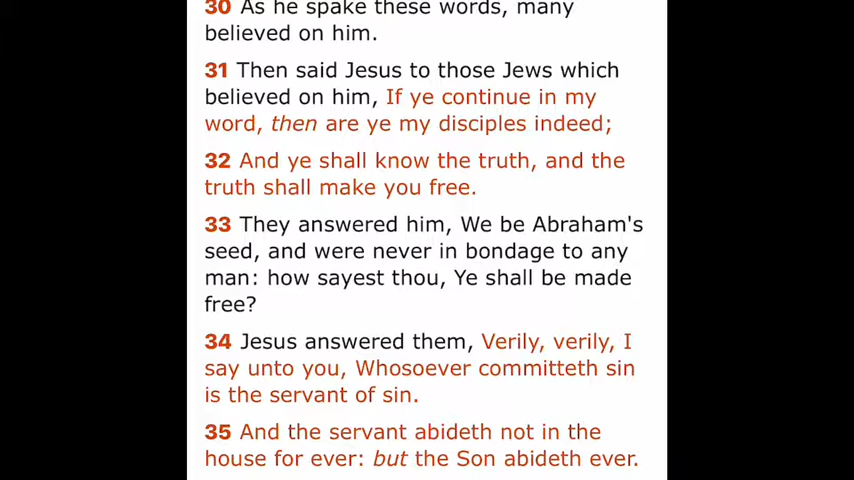 30 As he spake these words, many
believed on him.
31 Then said Jesus to those Jews which
believed on him, If ye continue in my
word, then are ye my disciples indeed;
32 And ye shall know the truth, and the
truth shall make you free.
33 They answered him, We be Abraham's
seed, and were never in bondage to any
man: how sayest thou, Ye shall be made
free?
34 Jesus answered them, Verily, verily, I
say unto you, Whosoever committeth sin
is the servant of sin.
35 And the servant abideth not in the
house for ever: but the Son abideth ever.